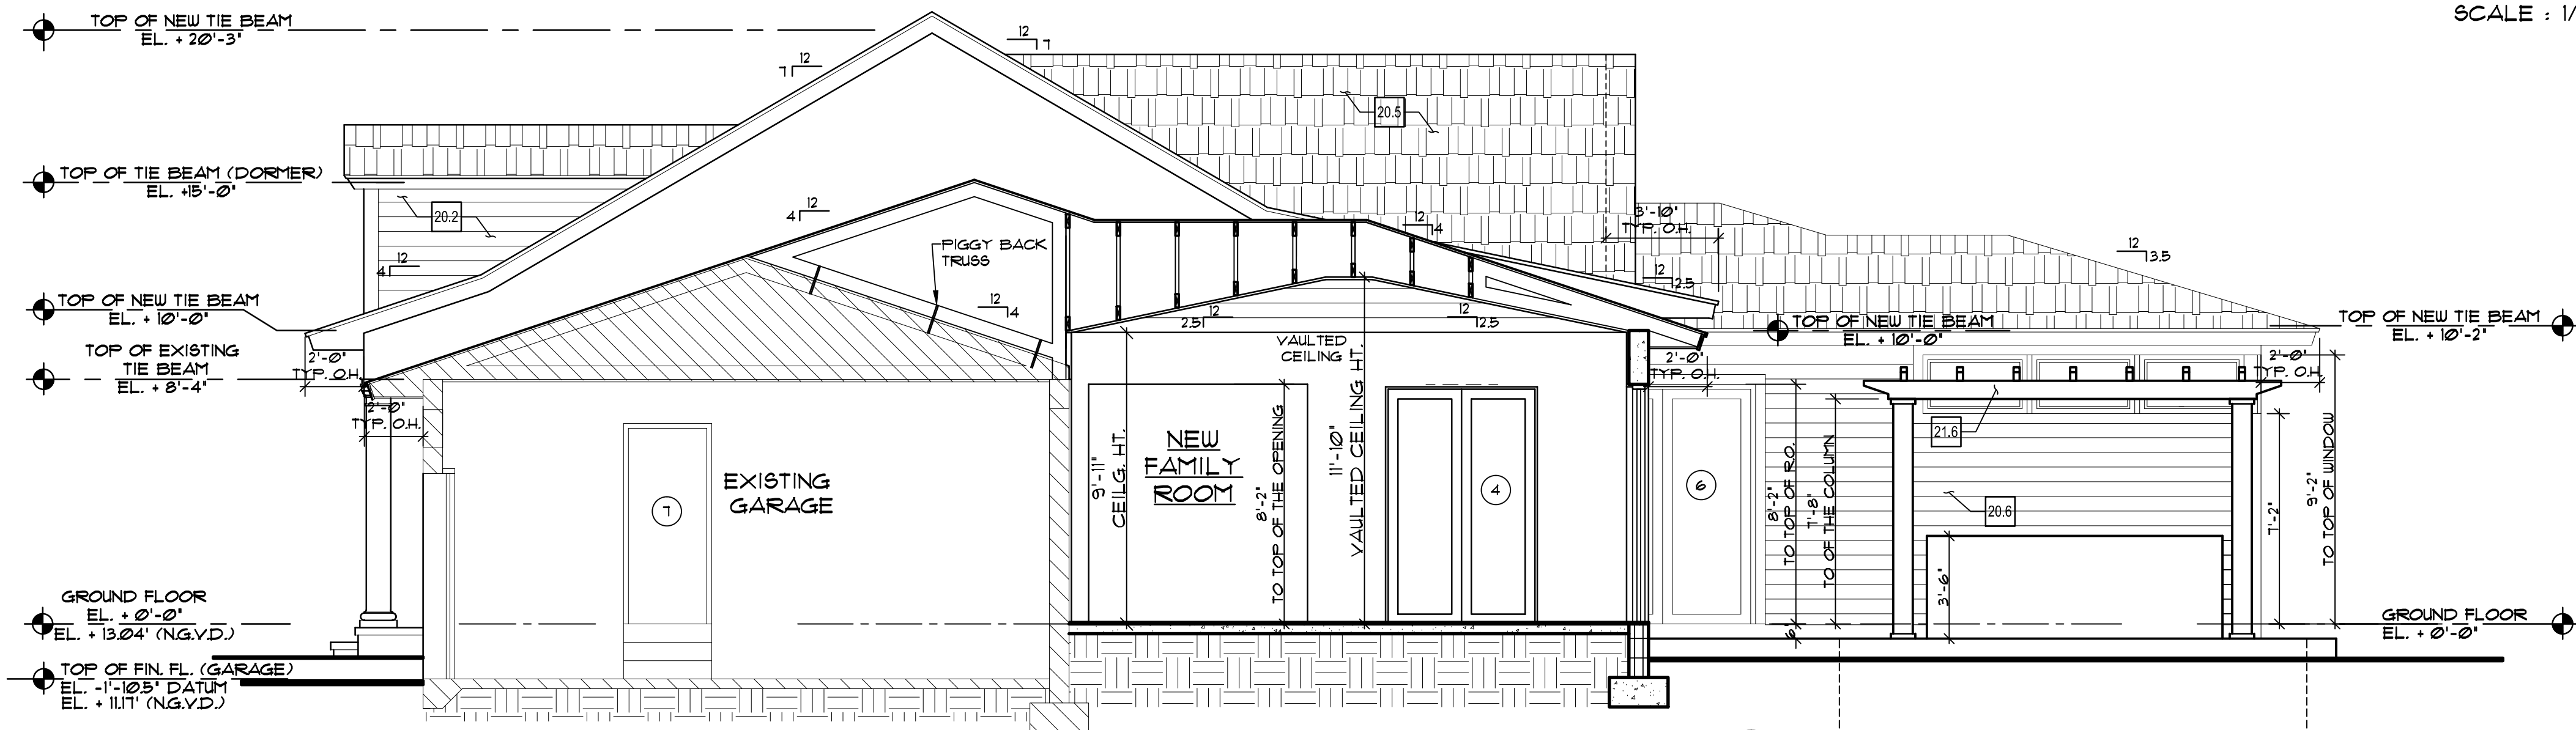 SCALE : 1/
TOP OF NEW TIE BEAM
EL. + 20'-3"
12
7
12
7
20.5
TOP OF TIE BEAM (DORMER)
EL. +15'-0"
20.2
12
4
12
4
PIGGY BACK
TRUSS
12
4
12
4
3'-10"
TYP. O.H.
12
3.5
12
2.5
TOP OF NEW TIE BEAM
EL. + 10'-0"
12
2.5
12
2.5
VAULTED
CEILING
TOP OF NEW TIE BEAM
EL. + 10'-0"
TOP OF NEW TIE BEAM
EL. + 10'-2"
TOP OF EXISTING
TIE BEAM
EL. + 8'-4"
2'-0"
TYP. O.H.
2'-0"
TYP. O.H.
2'-0"
TYP. O.H.
2'-0"
TYP. O.H.
9'-11"
CEILG. HT.
NEW
FAMILY
ROOM
8'-2"
TO TOP OF THE OPENING
11'-10"
VAULTED CEILING HT.
4
6
8'-2"
TO TOP OF R.O.
7'-8"
TO OF THE COLUMN
21.6
20.6
3'-6"
7'-2"
9'-2"
TO TOP OF WINDOW
6"
EXISTING
GARAGE
7
GROUND FLOOR
EL. + 0'-0"
EL. + 13.04' (N.G.V.D.)
GROUND FLOOR
EL. + 0'-0"
TOP OF FIN. FL. (GARAGE)
EL. -1'-10.5" DATUM
EL. + 11.17' (N.G.V.D.)